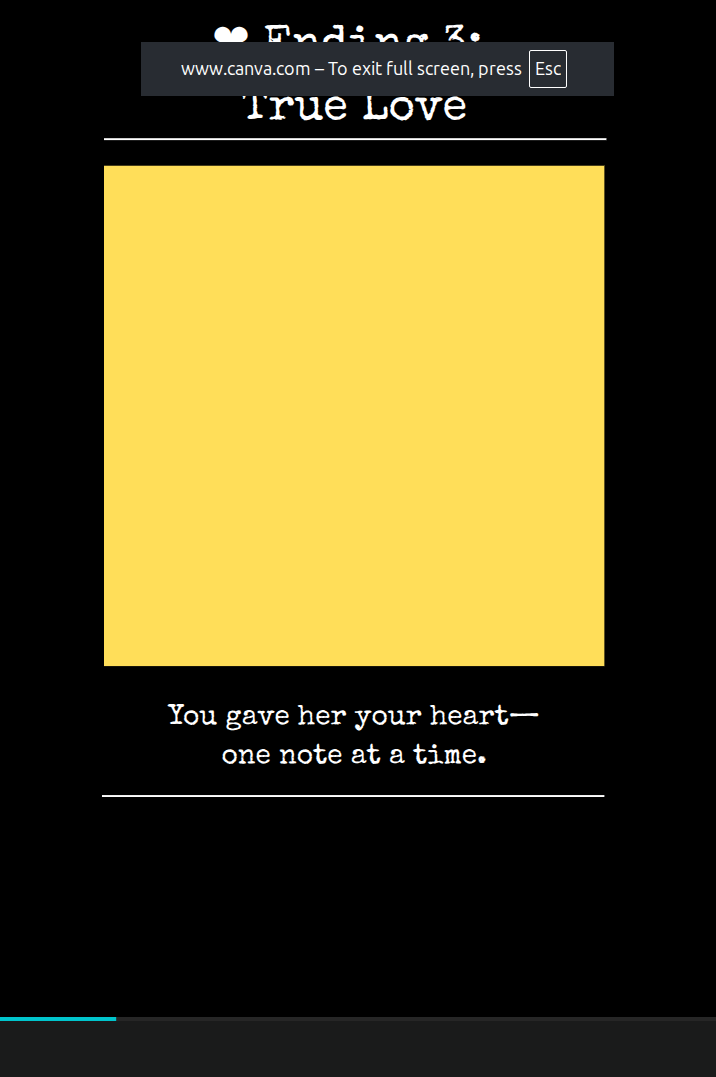 ❤ Ending 3:
www.canva.com – To exit full screen, press Esc
True Love
You gave her your heart—
one note at a time.